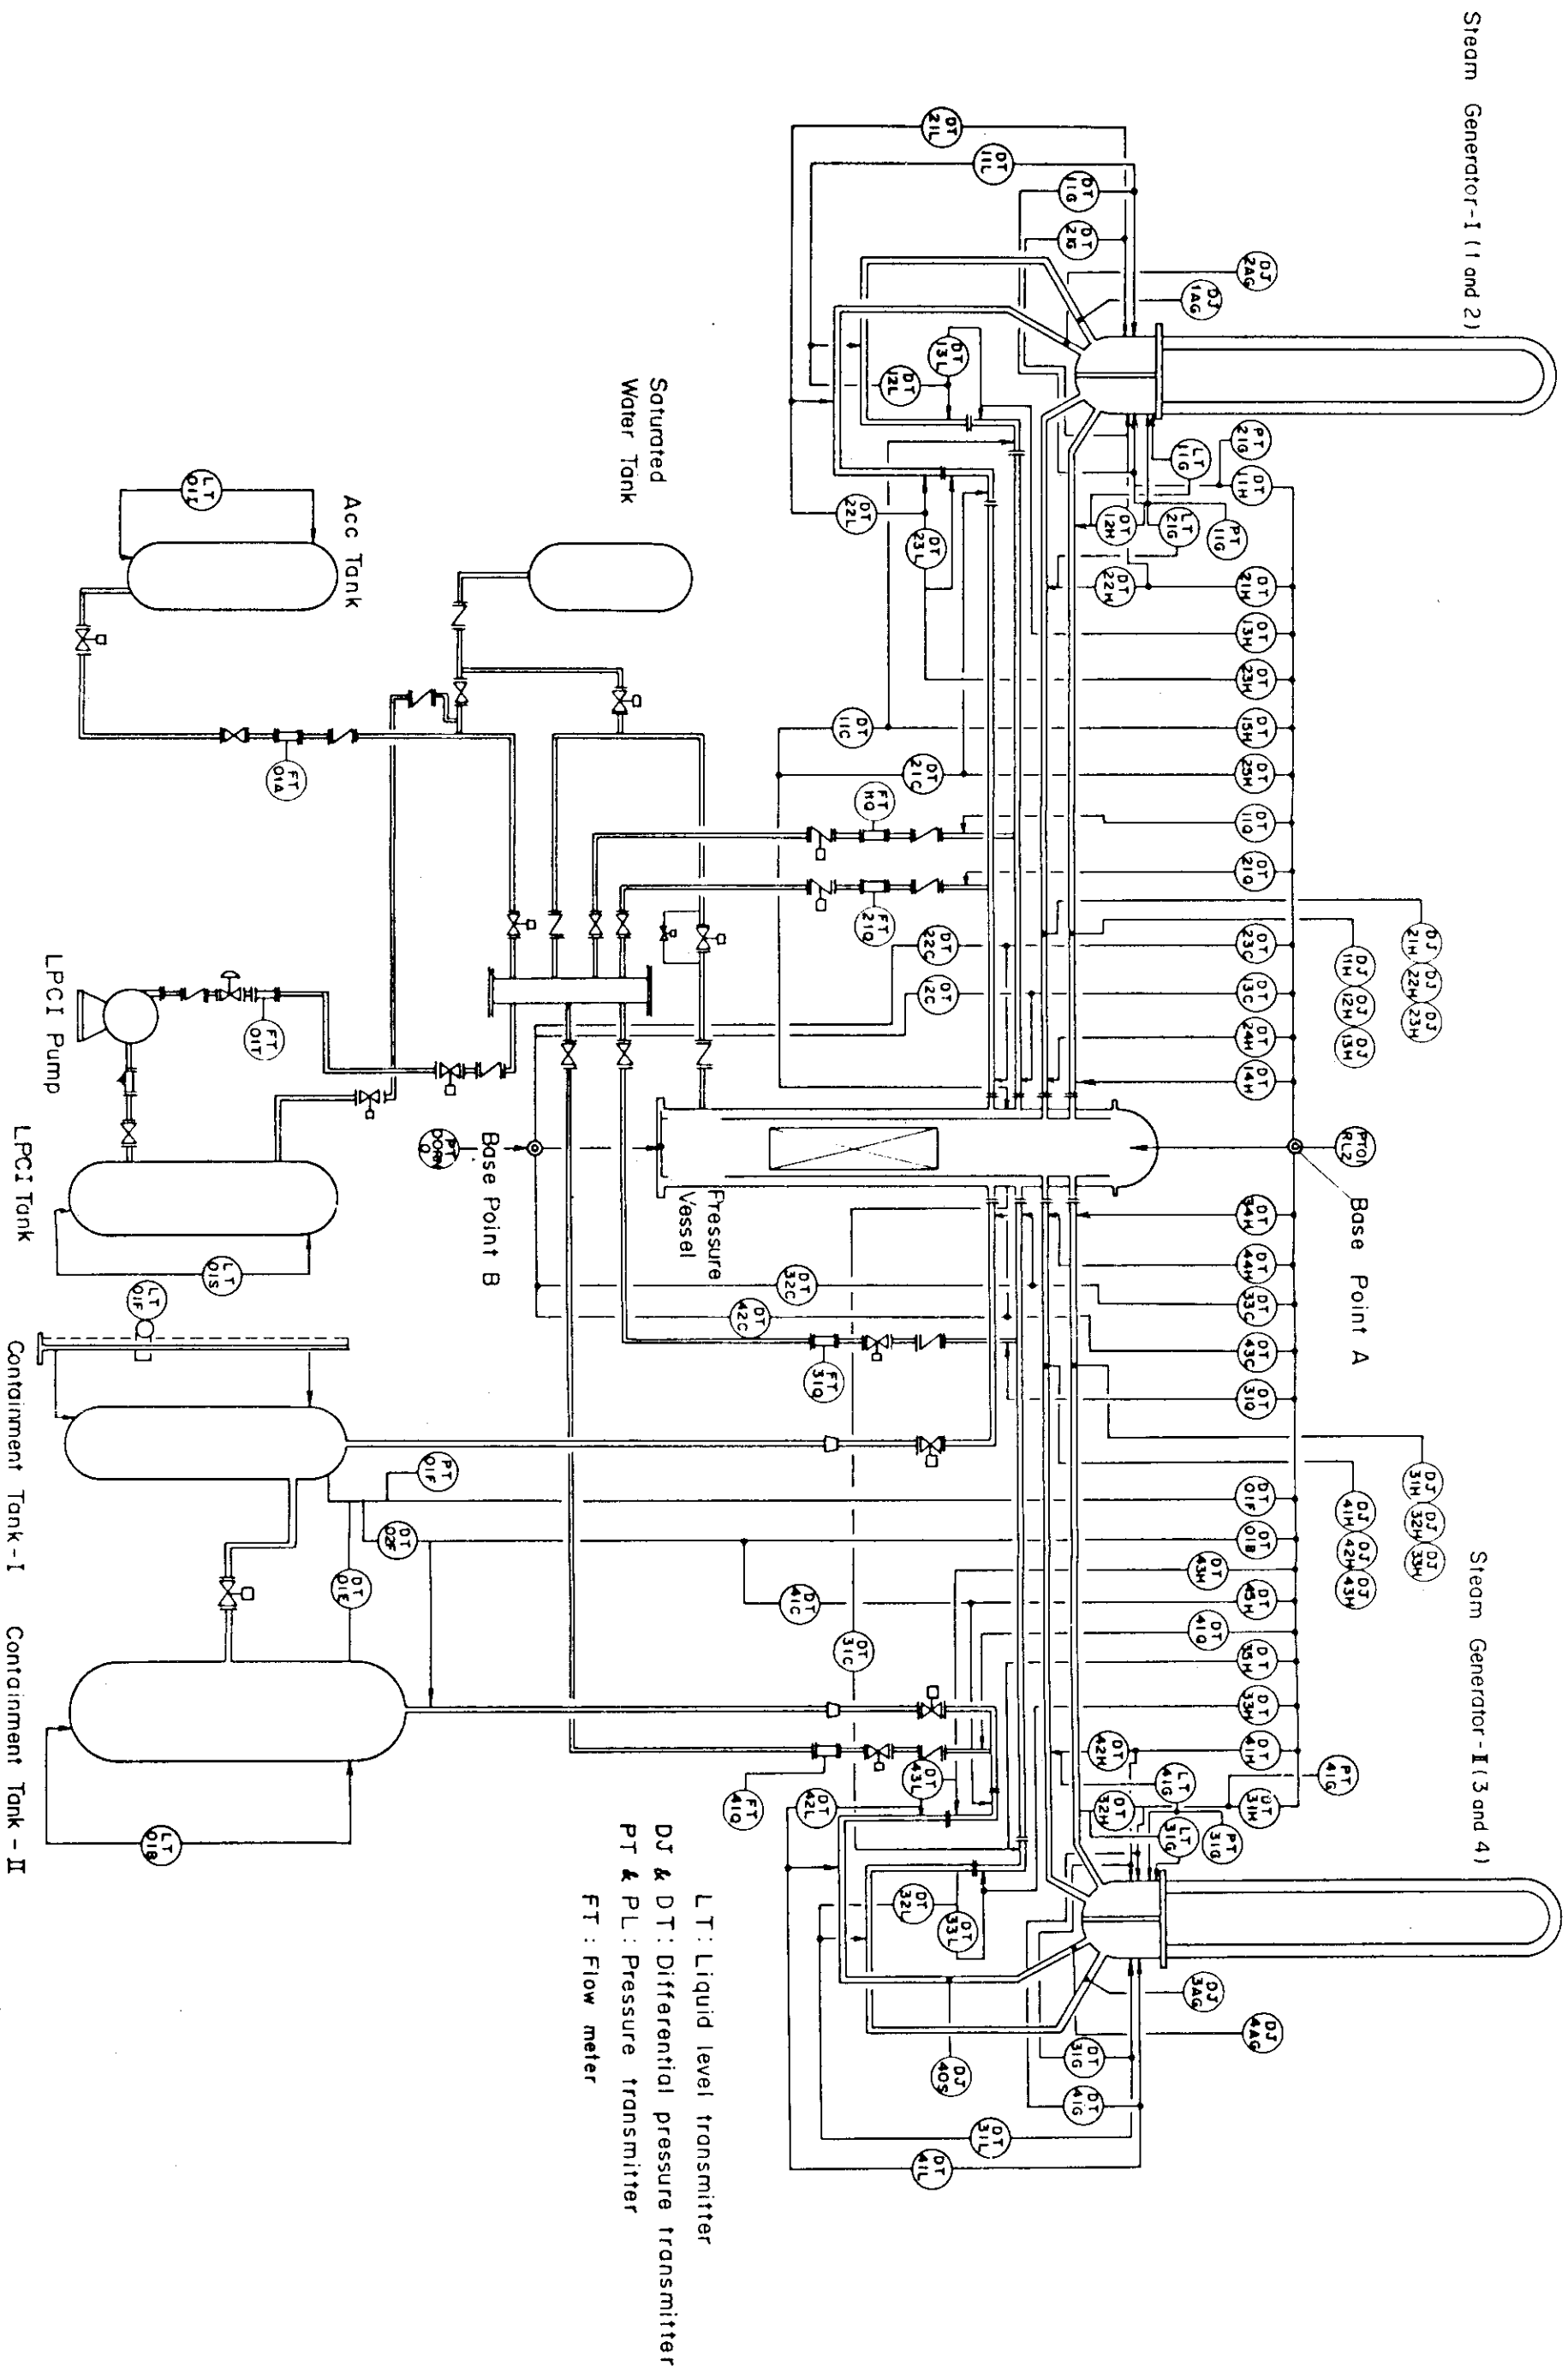 Steam Generator-I (1 and 2)
Steam Generator-II (3 and 4)
DT 21L
DT 11L
DT 11G
DT 21G
DJ 2AG
DJ 1AG
DT 13L
DT 12L
DT 22L
DT 23L
PT 21G
LT 11G
DT 11H
PT 11G
LT 21G
DT 12H
DT 22H
DT 21H
DT 13H
DT 23H
DT 15H
DT 25H
DT 11Q
DT 21Q
DT 23C
DT 13C
DT 24H
DT 14H
DJ 21H
DJ 22H
DJ 23H
DJ 11H
DJ 12H
DJ 13H
Base Point A
DT 34H
DT 44H
DT 33C
DT 43C
DT 31Q
DT 01F
DT 01B
DT 43H
DT 45H
DT 41Q
DT 35H
DT 33H
DT 41H
DT 31H
DJ 31H
DJ 32H
DJ 33H
DJ 41H
DJ 42H
DJ 43H
PT 41G
LT 41G
DT 42H
DT 32H
LT 31G
PT 31G
DJ 3AG
DJ 4AG
DT 31G
DT 41G
DJ 40S
DT 31L
DT 41L
DT 32L
DT 33L
DT 43L
DT 42L
FT 41Q
DT 11C
DT 21C
FT 11Q
FT 21Q
DT 22C
DT 12C
Pressure
Vessel
Base Point B
DT 32C
DT 42C
FT 31Q
DT 31C
DT 41C
PT 01F
DT 02F
DT 01E
Saturated
Water Tank
Acc Tank
FT 01A
LPCI Pump
FT 01T
LPCI Tank
LT 01S
LT 01F
Containment Tank-I
Containment Tank-II
LT 01B
LT: Liquid level transmitter
DJ & DT: Differential pressure transmitter
PT & PL: Pressure transmitter
FT: Flow meter